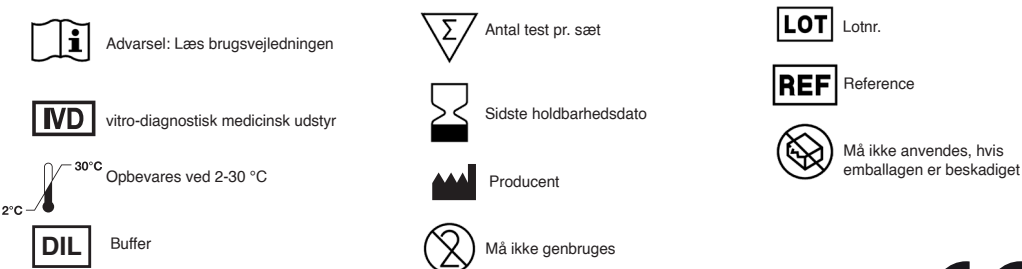 i Advarsel: Læs brugsvejledningen
IVD vitro-diagnostisk medicinsk udstyr
30°C
Opbevares ved 2-30 °C
2°C
DIL Buffer
Σ Antal test pr. sæt
Sidste holdbarhedsdato
Producent
2 Må ikke genbruges
LOT Lotnr.
REF Reference
Må ikke anvendes, hvis
emballagen er beskadiget